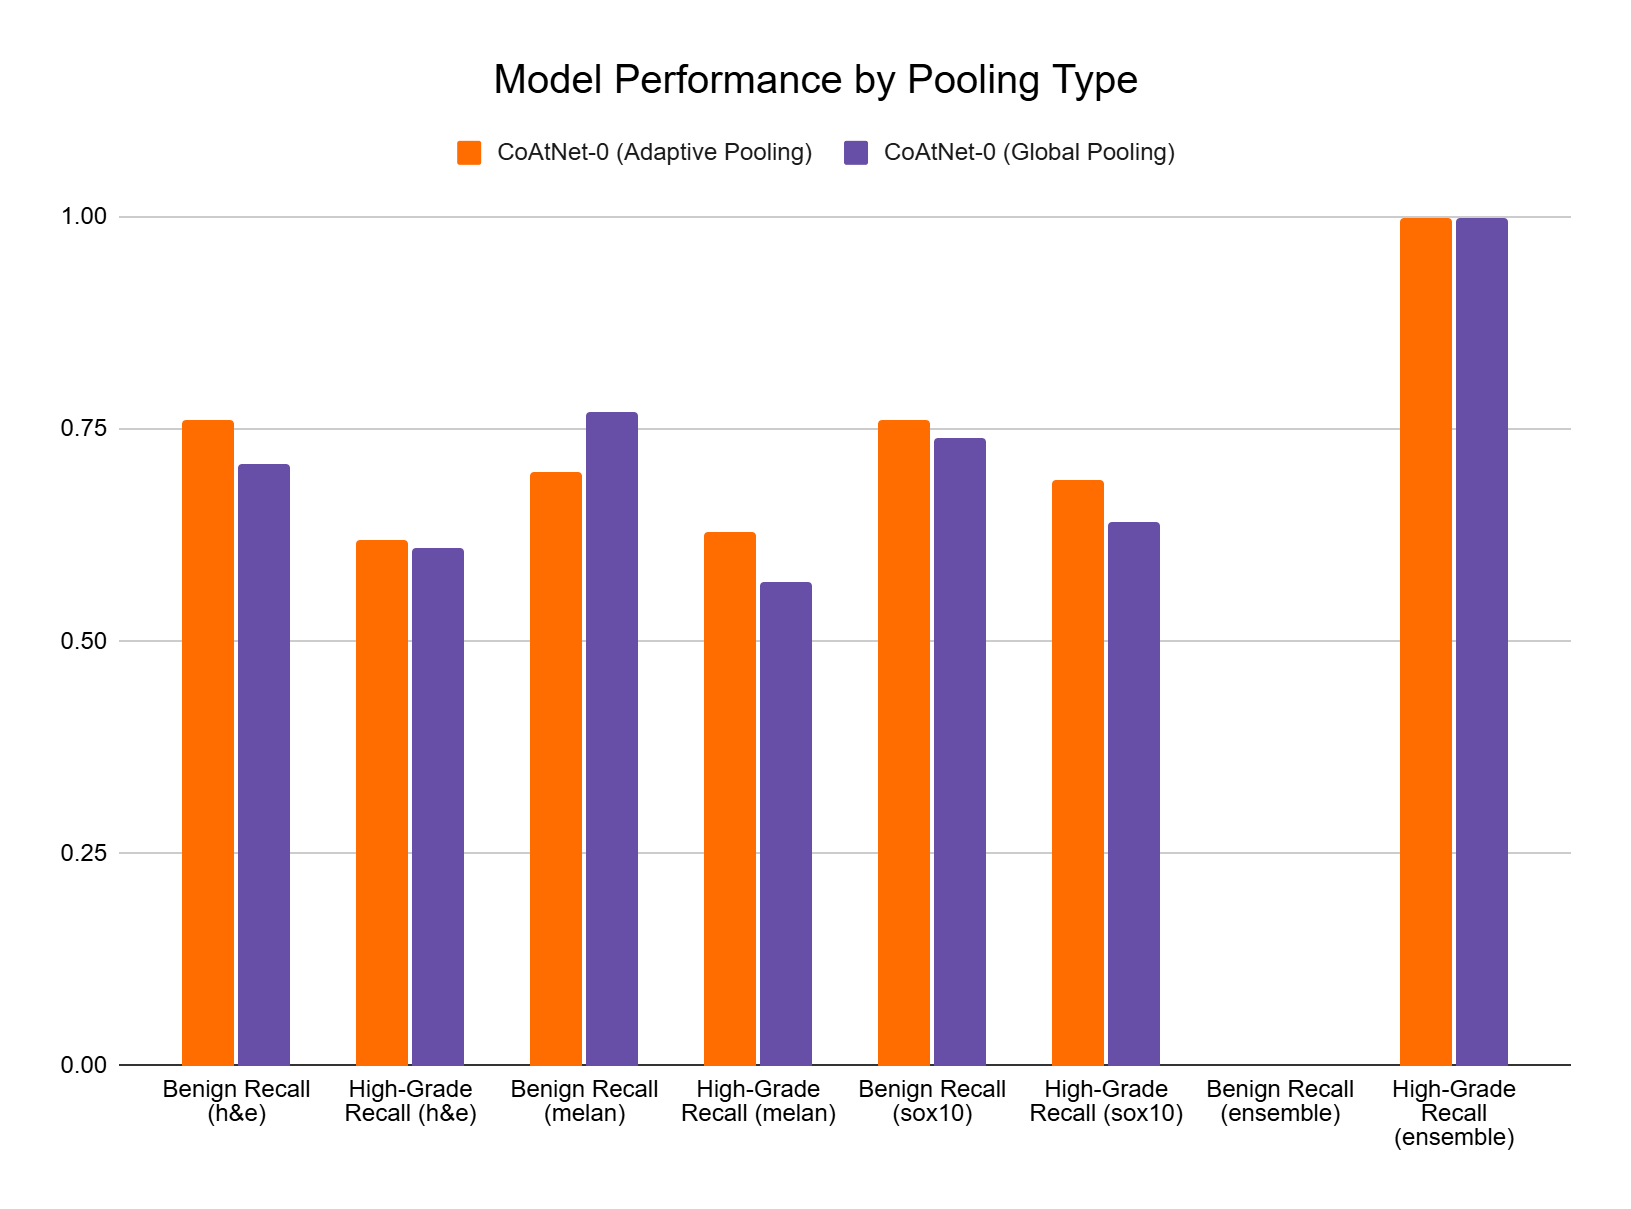 Model Performance by Pooling Type
CoAtNet-0 (Adaptive Pooling)
CoAtNet-0 (Global Pooling)
1.00
0.75
0.50
0.25
0.00
Benign Recall
(h&e)
High-Grade
Recall (h&e)
Benign Recall
(melan)
High-Grade
Recall (melan)
Benign Recall
(sox10)
High-Grade
Recall (sox10)
Benign Recall
(ensemble)
High-Grade
Recall
(ensemble)